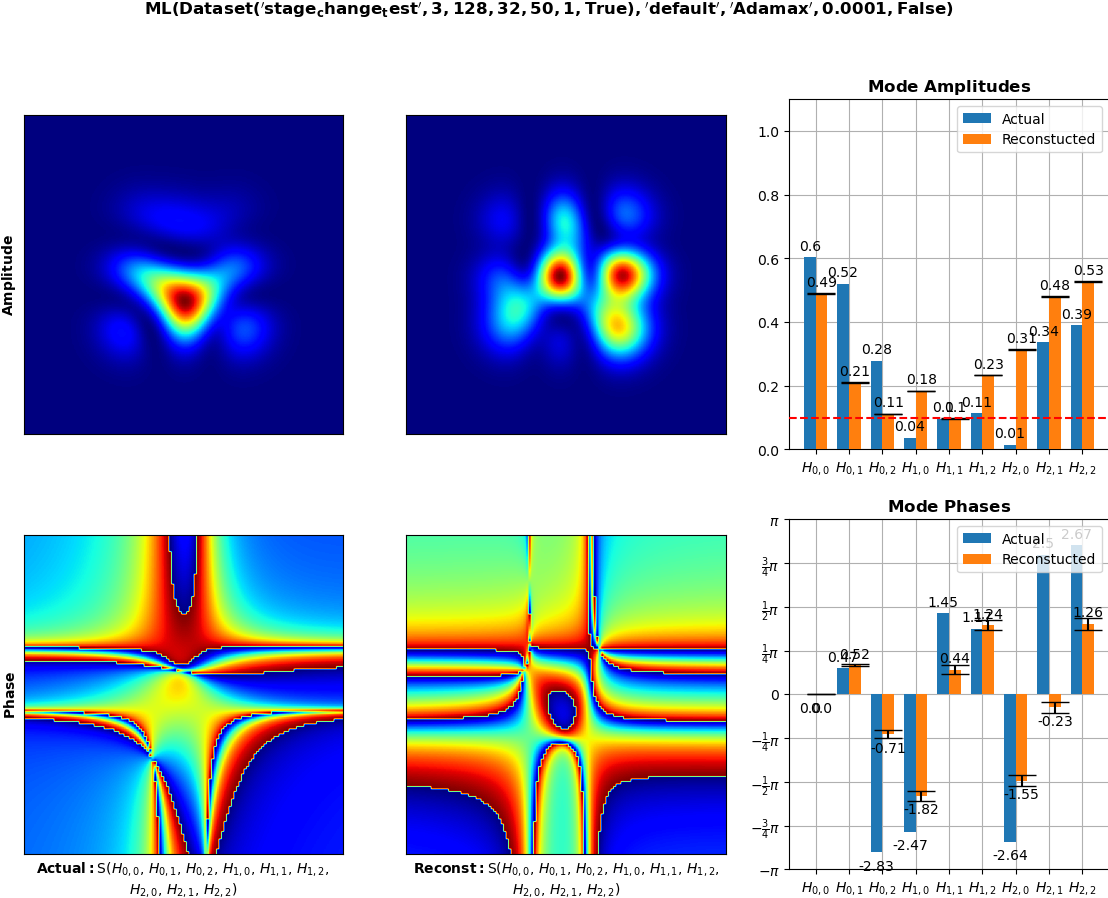 ML(Dataset('stage_change_test', 3, 128, 32, 50, 1, True), 'default', 'Adamax', 0.0001, False)
Amplitude
Mode Amplitudes
Actual
Reconstucted
1.0
0.8
0.6
0.4
0.2
0.0
0.6
0.49
0.52
0.21
0.28
0.11
0.04
0.18
0.1
0.1
0.11
0.23
0.01
0.31
0.34
0.48
0.39
0.53
H0,0 H0,1 H0,2 H1,0 H1,1 H1,2 H2,0 H2,1 H2,2
Phase
Actual: S(H0,0, H0,1, H0,2, H1,0, H1,1, H1,2,
H2,0, H2,1, H2,2)
Reconst: S(H0,0, H0,1, H0,2, H1,0, H1,1, H1,2,
H2,0, H2,1, H2,2)
Mode Phases
Actual
Reconstucted
π
3/4π
1/2π
1/4π
0
−1/4π
−1/2π
−3/4π
−π
0.0
0.0
0.47
0.52
-2.83
-0.71
-2.47
-1.82
1.45
0.44
1.24
-2.64
-1.55
2.5
-0.23
2.67
1.26
H0,0 H0,1 H0,2 H1,0 H1,1 H1,2 H2,0 H2,1 H2,2